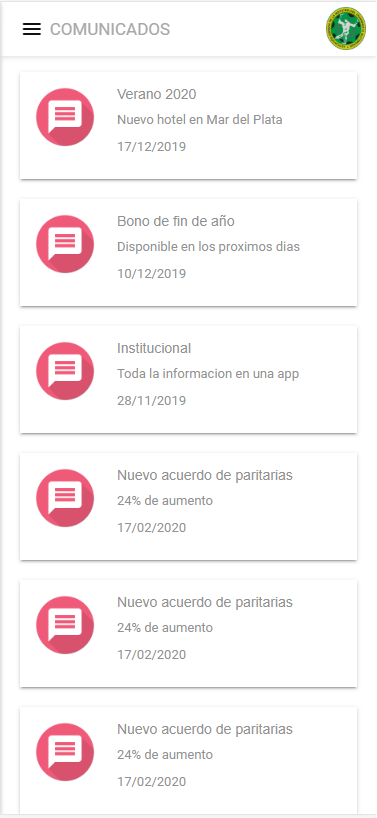 COMUNICADOS
Verano 2020
Nuevo hotel en Mar del Plata
17/12/2019
Bono de fin de año
Disponible en los proximos dias
10/12/2019
Institucional
Toda la informacion en una app
28/11/2019
Nuevo acuerdo de paritarias
24% de aumento
17/02/2020
Nuevo acuerdo de paritarias
24% de aumento
17/02/2020
Nuevo acuerdo de paritarias
24% de aumento
17/02/2020